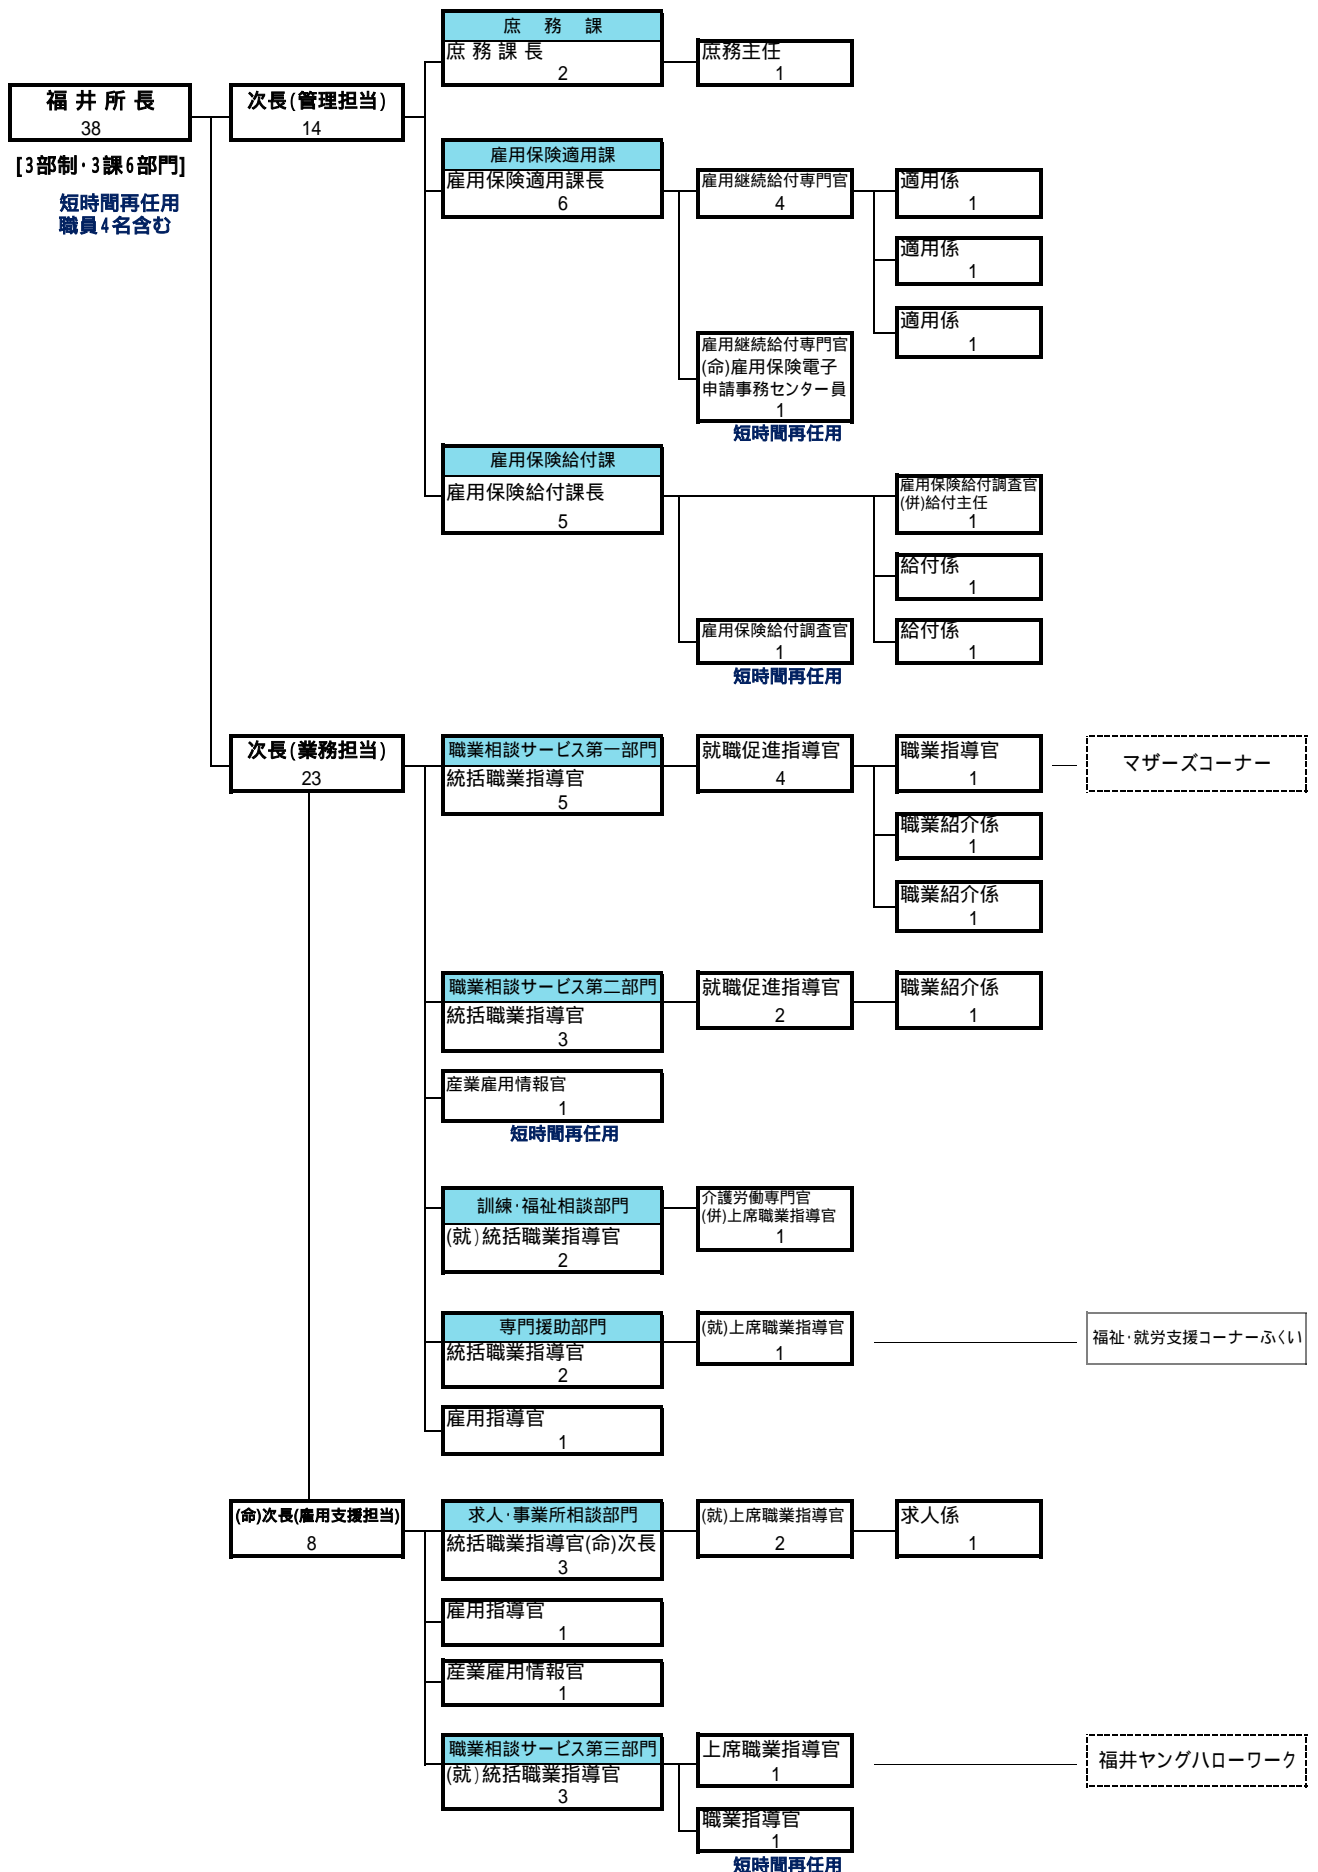 庶 務 課
庶 務 課 長
2
庶務主任
1
福 井 所 長
38
[3部制･3課6部門]
短時間再任用
職員4名含む
次長(管理担当)
14
雇用保険適用課
雇用保険適用課長
6
雇用継続給付専門官
4
適用係
1
適用係
1
適用係
1
雇用継続給付専門官
(命)雇用保険電子
申請事務センター員
1
短時間再任用
雇用保険給付課
雇用保険給付課長
5
雇用保険給付調査官
(併)給付主任
1
給付係
1
雇用保険給付調査官
1
短時間再任用
給付係
1
次長(業務担当)
23
職業相談サービス第一部門
統括職業指導官
5
就職促進指導官
4
職業指導官
1
マザーズコーナー
職業紹介係
1
職業紹介係
1
職業相談サービス第二部門
統括職業指導官
3
就職促進指導官
2
職業紹介係
1
産業雇用情報官
1
短時間再任用
訓練･福祉相談部門
(就)統括職業指導官
2
介護労働専門官
(併)上席職業指導官
1
専門援助部門
統括職業指導官
2
(就)上席職業指導官
1
福祉･就労支援コーナーふくい
雇用指導官
1
(命)次長(雇用支援担当)
8
求人･事業所相談部門
統括職業指導官(命)次長
3
(就)上席職業指導官
2
求人係
1
雇用指導官
1
産業雇用情報官
1
職業相談サービス第三部門
(就)統括職業指導官
3
上席職業指導官
1
福井ヤングハローワーク
職業指導官
1
短時間再任用